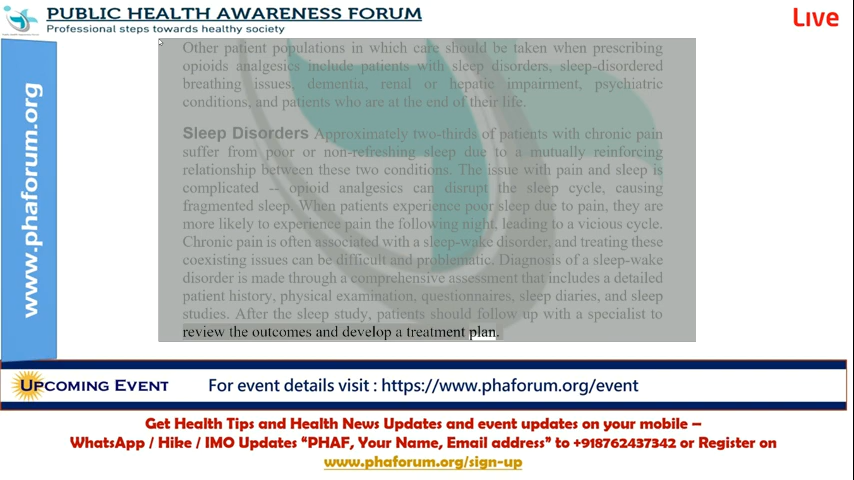 PUBLIC HEALTH AWARENESS FORUM
Professional steps towards healthy society
Live
www.phaforum.org
Other patient populations in which care should be taken when prescribing
opioids analgesics include patients with sleep disorders, sleep-disordered
breathing issues, dementia, renal or hepatic impairment, psychiatric
conditions, and patients who are at the end of their life.
Sleep Disorders Approximately two-thirds of patients with chronic pain
suffer from poor or non-refreshing sleep due to a mutually reinforcing
relationship between these two conditions. The issue with pain and sleep is
complicated -- opioid analgesics can disrupt the sleep cycle, causing
fragmented sleep. When patients experience poor sleep due to pain, they are
more likely to experience pain the following night, leading to a vicious cycle.
Chronic pain is often associated with a sleep-wake disorder, and treating these
coexisting issues can be difficult and problematic. Diagnosis of a sleep-wake
disorder is made through a comprehensive assessment that includes a detailed
patient history, physical examination, questionnaires, sleep diaries, and sleep
studies. After the sleep study, patients should follow up with a specialist to
review the outcomes and develop a treatment plan.
UPCOMING EVENT
For event details visit : https://www.phaforum.org/event
Get Health Tips and Health News Updates and event updates on your mobile –
WhatsApp / Hike / IMO Updates “PHAF, Your Name, Email address” to +918762437342 or Register on
www.phaforum.org/sign-up